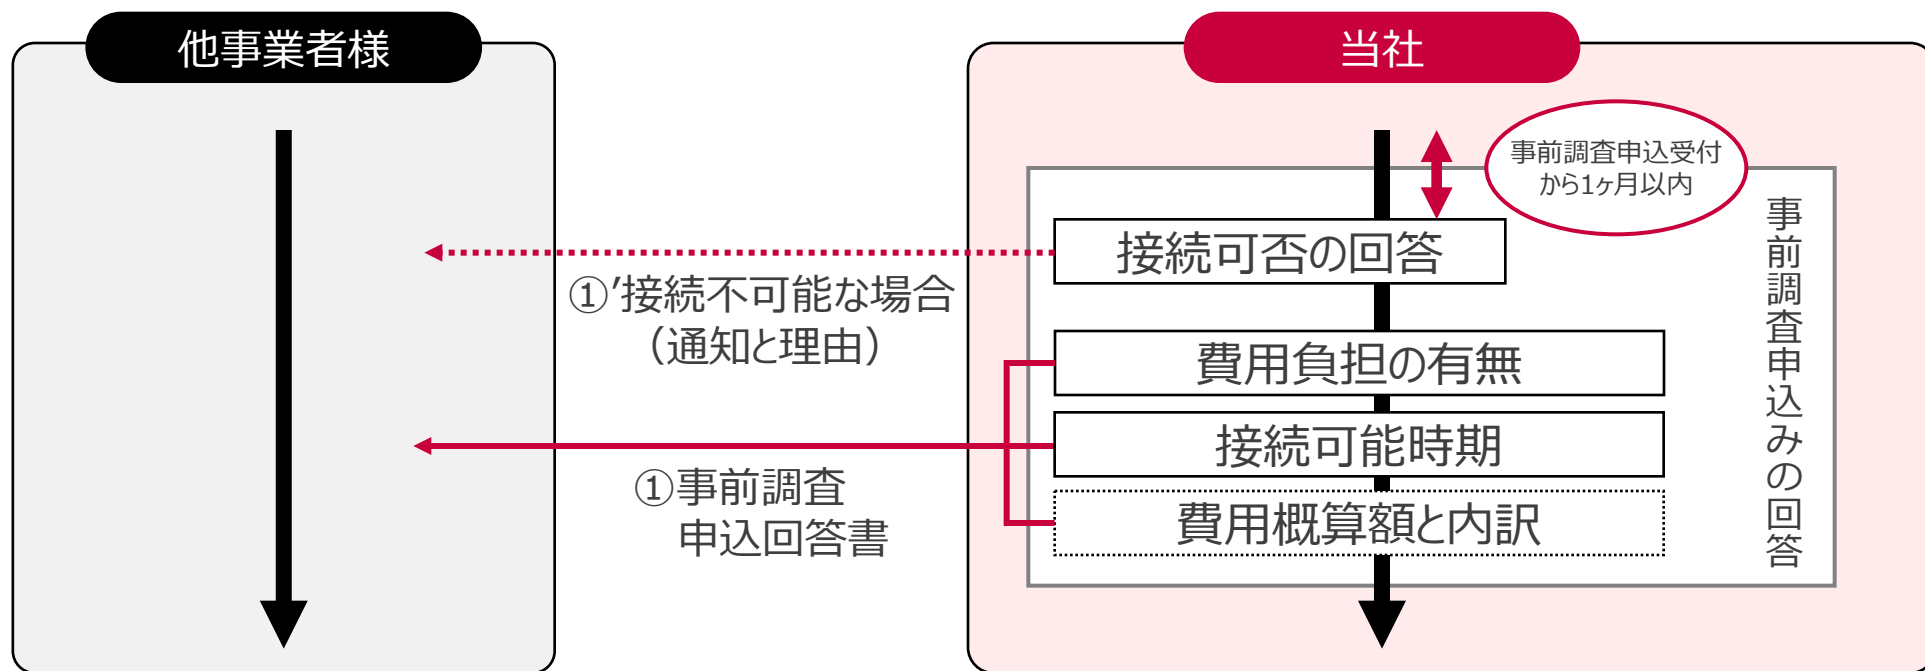 他事業者様
当社
事前調査申込受付
から1ヶ月以内
事前調査申込みの回答
接続可否の回答
①’接続不可能な場合
（通知と理由）
費用負担の有無
接続可能時期
①事前調査
申込回答書
費用概算額と内訳